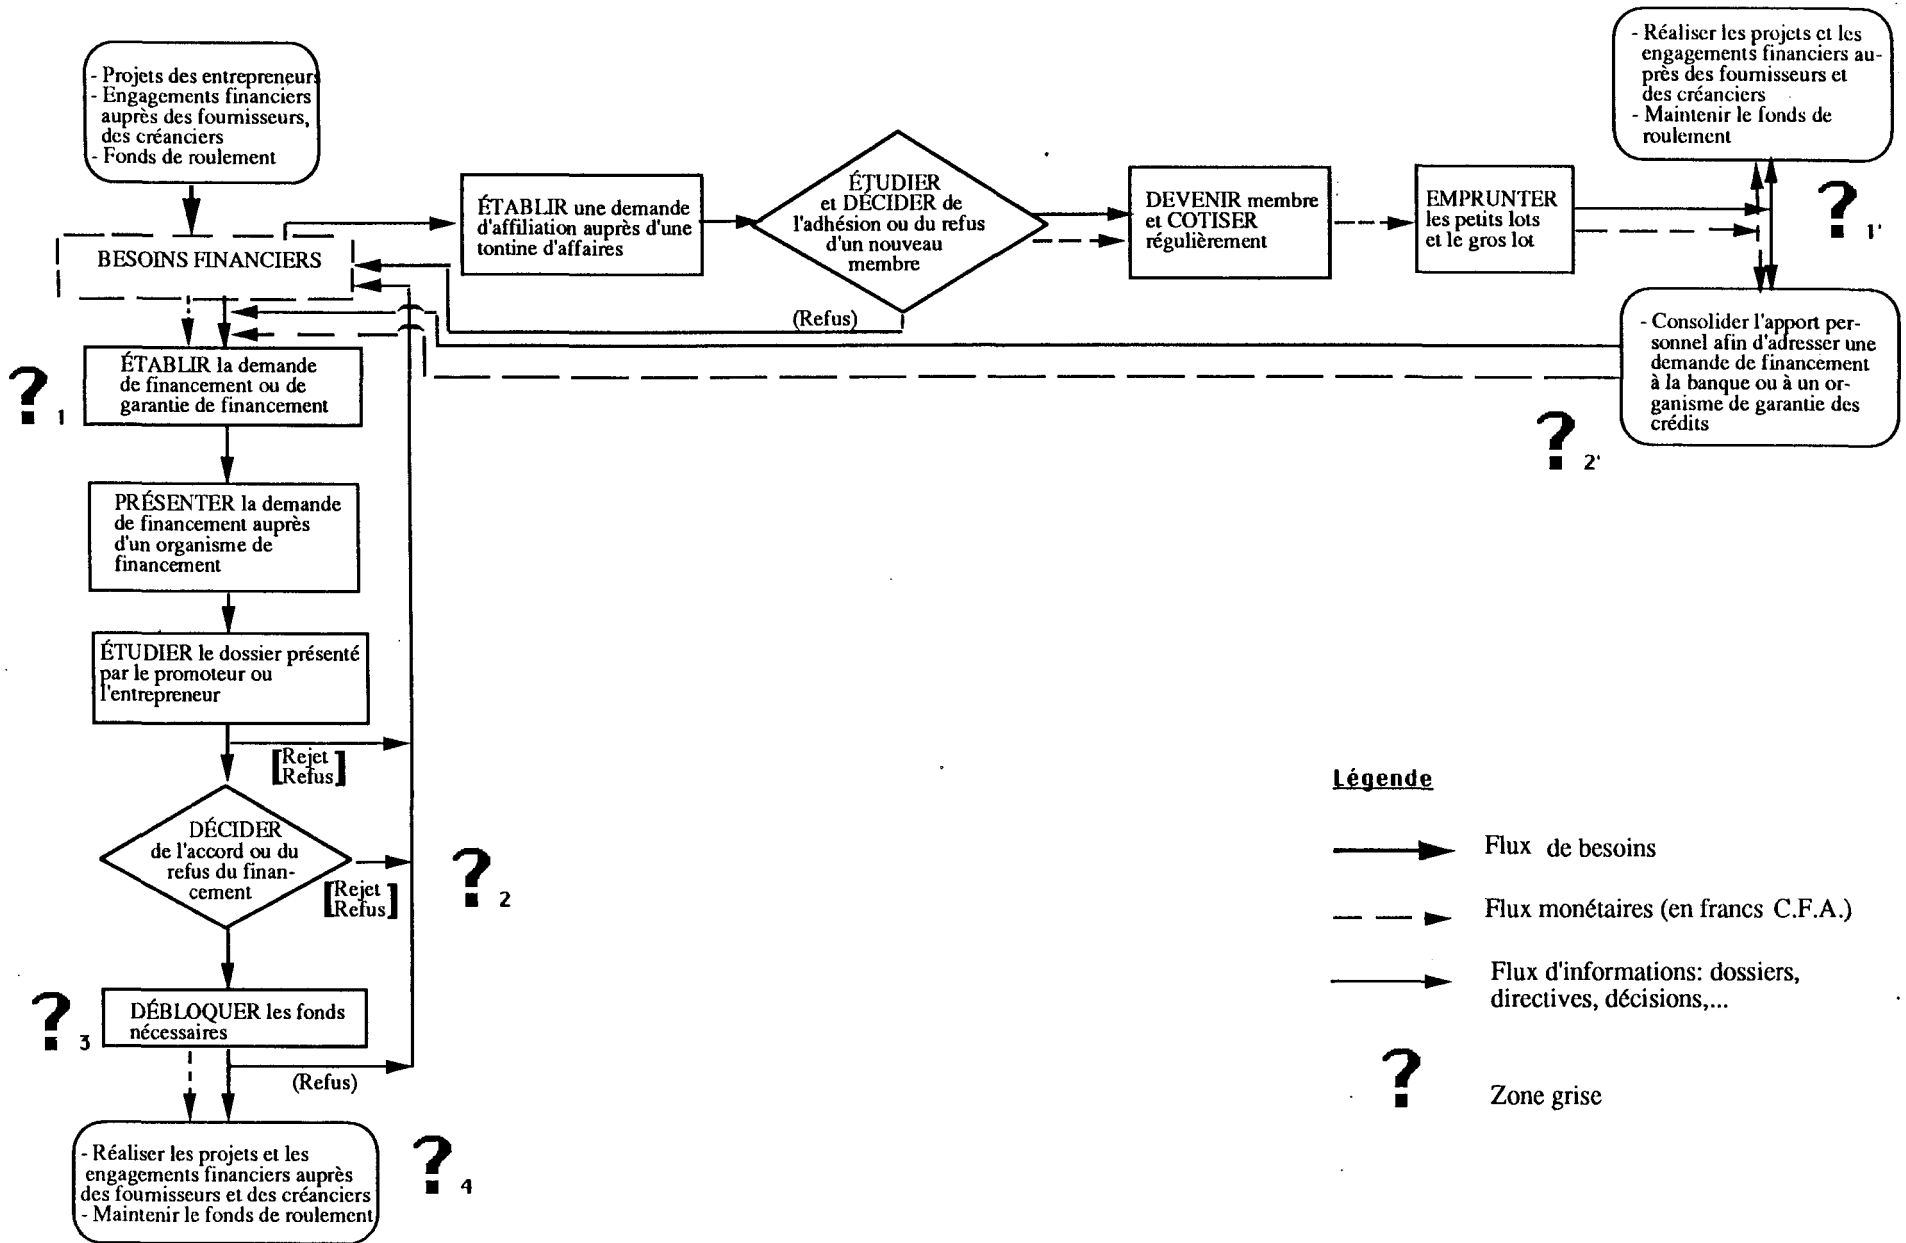 - Projets des entrepreneurs
- Engagements financiers
auprès des fournisseurs,
des créanciers
- Fonds de roulement
BESOINS FINANCIERS
ÉTABLIR une demande
d'affiliation auprès d'une
tontine d'affaires
ÉTUDIER
et DÉCIDER de
l'adhésion ou du refus
d'un nouveau
membre
(Refus)
DEVENIR membre
et COTISER
régulièrement
EMPRUNTER
les petits lots
et le gros lot
- Réaliser les projets et les
engagements financiers au-
près des fournisseurs et
des créanciers
- Maintenir le fonds de
roulement
? 1'
- Consolider l'apport per-
sonnel afin d'adresser une
demande de financement
à la banque ou à un or-
ganisme de garantie des
crédits
? 2'
ÉTABLIR la demande
de financement ou de
garantie de financement
? 1
PRÉSENTER la demande
de financement auprès
d'un organisme de
financement
ÉTUDIER le dossier présenté
par le promoteur ou
l'entrepreneur
[Rejet
Refus]
DÉCIDER
de l'accord ou du
refus du finan-
cement
[Rejet
Refus]
? 2
DÉBLOQUER les fonds
nécessaires
? 3
(Refus)
- Réaliser les projets et les
engagements financiers auprès
des fournisseurs et des créanciers
- Maintenir le fonds de roulement
? 4
Légende
Flux de besoins
Flux monétaires (en francs C.F.A.)
Flux d'informations: dossiers,
directives, décisions,...
? Zone grise